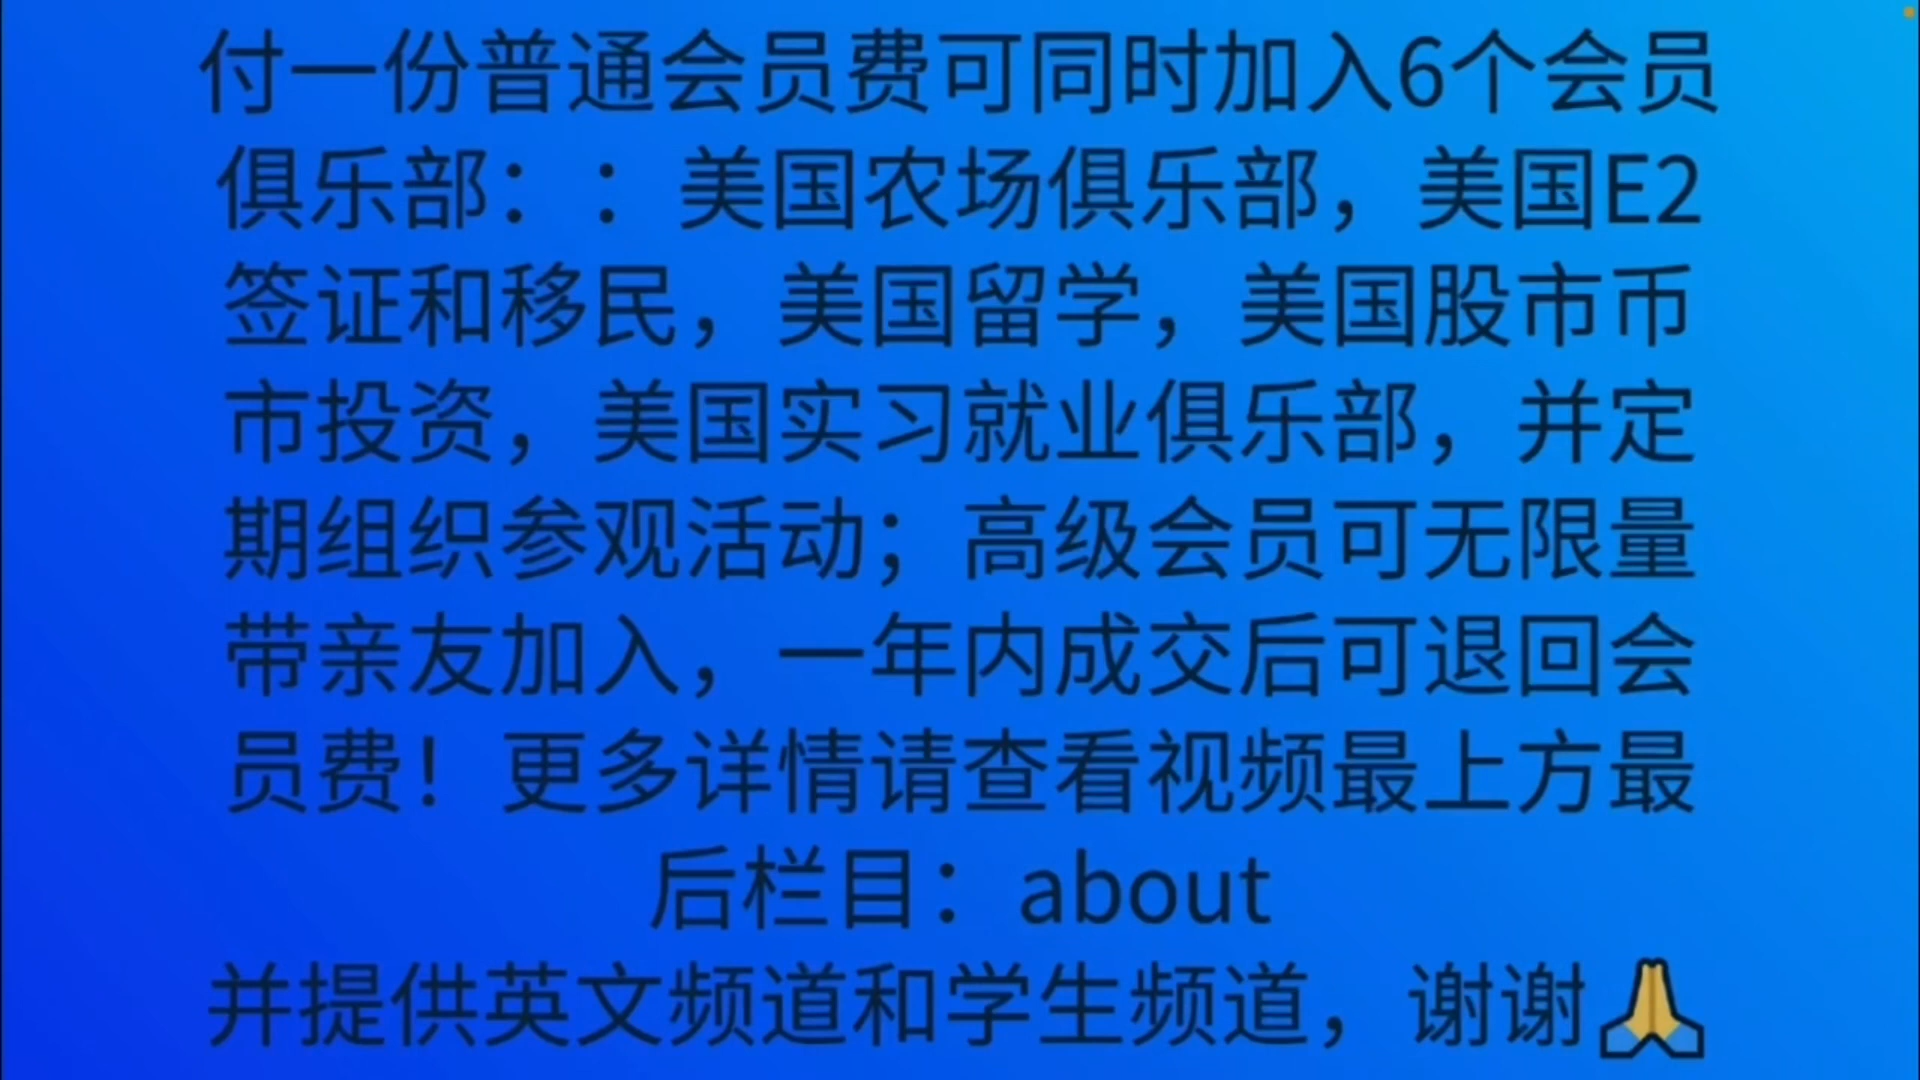 付一份普通会员费可同时加入6个会员
俱乐部：：美国农场俱乐部，美国E2
签证和移民，美国留学，美国股市币
市投资，美国实习就业俱乐部，并定
期组织参观活动；高级会员可无限量
带亲友加入，一年内成交后可退回会
员费！更多详情请查看视频最上方最
后栏目：about
并提供英文频道和学生频道，谢谢🙏